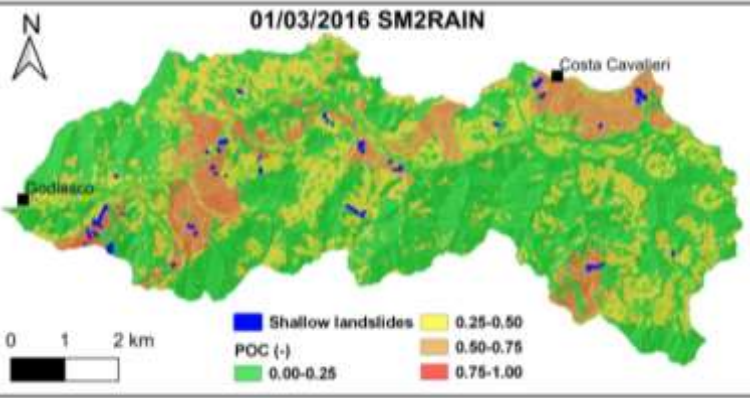 01/03/2016 SM2RAIN
N
Costa Cavalieri
Godiasco
0 1 2 km
Shallow landslides
POC (-)
0.00-0.25
0.25-0.50
0.50-0.75
0.75-1.00